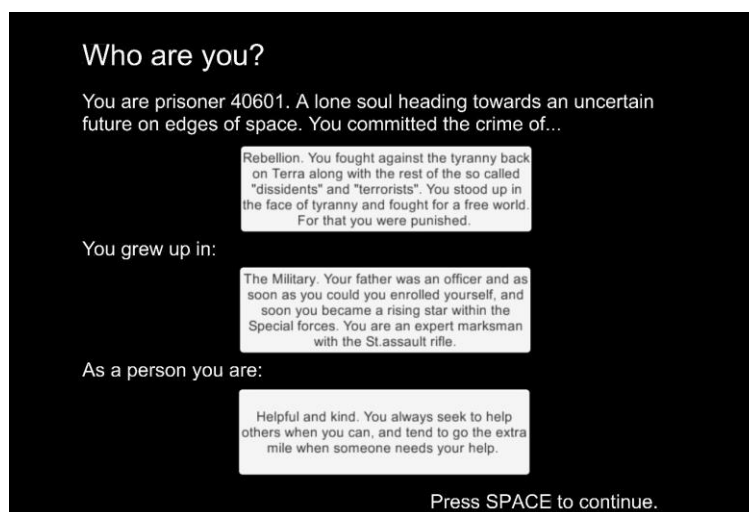 Who are you?
You are prisoner 40601. A lone soul heading towards an uncertain
future on edges of space. You committed the crime of...
Rebellion. You fought against the tyranny back
on Terra along with the rest of the so called
"dissidents" and "terrorists". You stood up in
the face of tyranny and fought for a free world.
For that you were punished.
You grew up in:
The Military. Your father was an officer and as
soon as you could you enrolled yourself, and
soon you became a rising star within the
Special forces. You are an expert marksman
with the St.assault rifle.
As a person you are:
Helpful and kind. You always seek to help
others when you can, and tend to go the extra
mile when someone needs your help.
Press SPACE to continue.